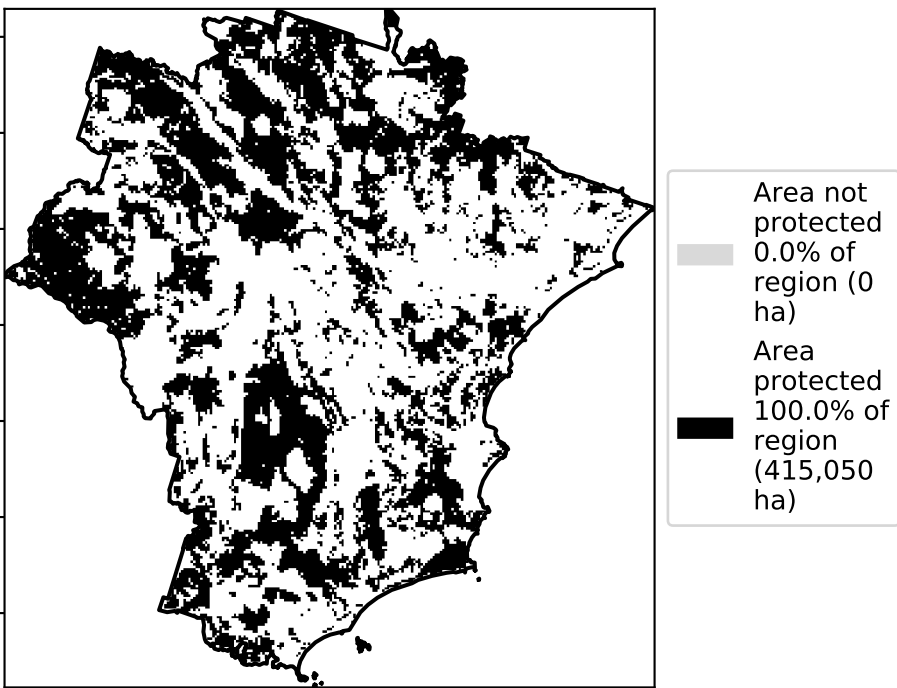 Area not
protected
0.0% of
region (0
ha)
Area
protected
100.0% of
region
(415,050
ha)